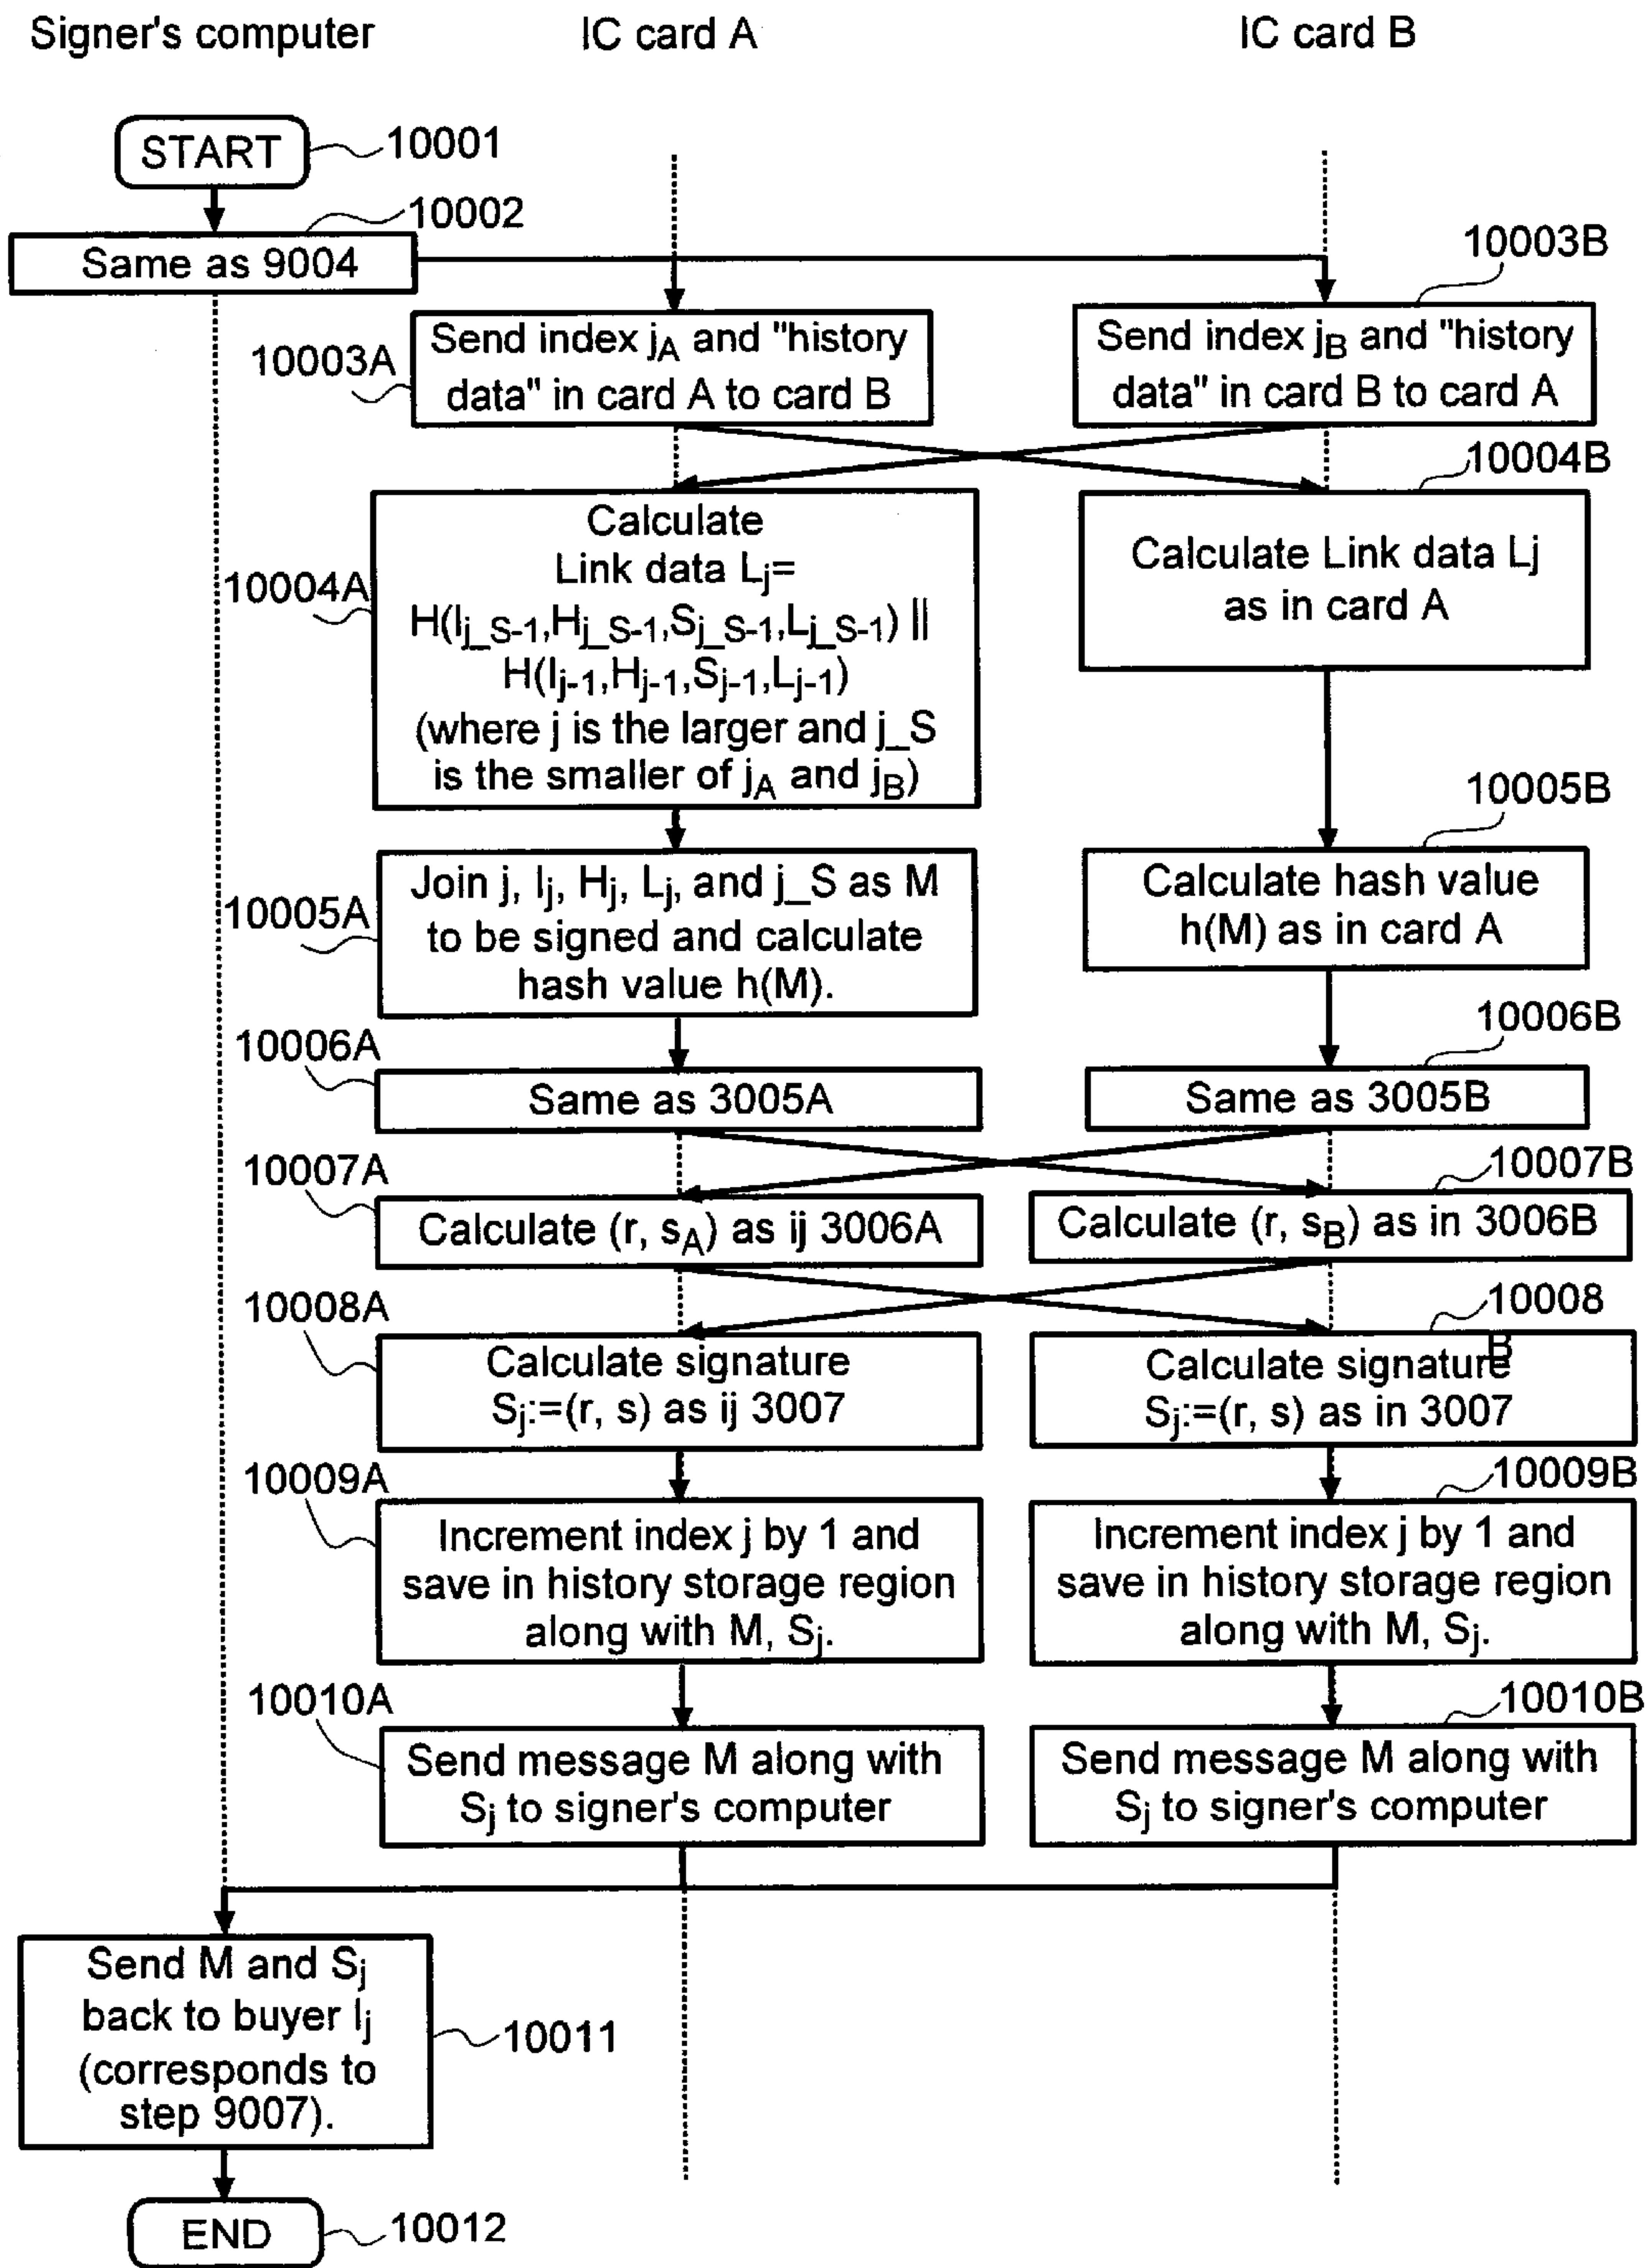 Signer's computer
IC card A
IC card B
START
10001
10002
Same as 9004
10003B
Send index jA and "history
data" in card A to card B
10003A
Send index jB and "history
data" in card B to card A
10004B
Calculate
Link data Lj=
H(Ij_S-1,Hj_S-1,Sj_S-1,Lj_S-1) ||
H(Ij-1,Hj-1,Sj-1,Lj-1)
(where j is the larger and j_S
is the smaller of jA and jB)
10004A
Calculate Link data Lj
as in card A
10005B
Join j, Ij, Hj, Lj, and j_S as M
to be signed and calculate
hash value h(M).
10005A
Calculate hash value
h(M) as in card A
10006A
10006B
Same as 3005A
Same as 3005B
10007A
10007B
Calculate (r, sA) as ij 3006A
Calculate (r, sB) as in 3006B
10008A
10008
B
Calculate signature
Sj:=(r, s) as ij 3007
Calculate signature
Sj:=(r, s) as in 3007
10009A
10009B
Increment index j by 1 and
save in history storage region
along with M, Sj.
Increment index j by 1 and
save in history storage region
along with M, Sj.
10010A
10010B
Send message M along with
Sj to signer's computer
Send message M along with
Sj to signer's computer
Send M and Sj
back to buyer Ij
(corresponds to
step 9007).
10011
END
10012